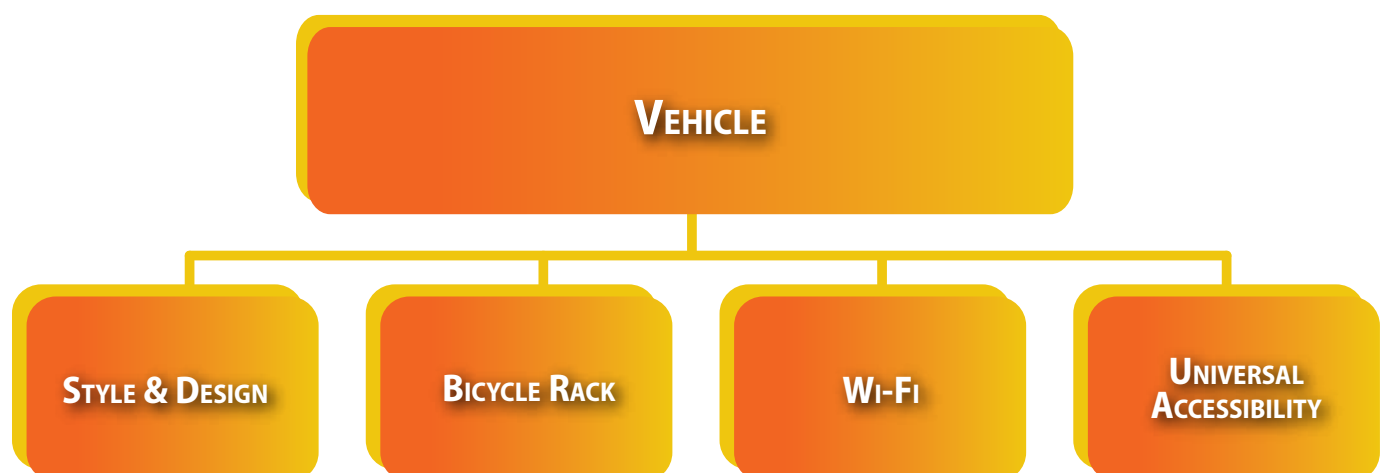 Vehicle
Style & Design
Bicycle Rack
Wi-Fi
Universal
Accessibility